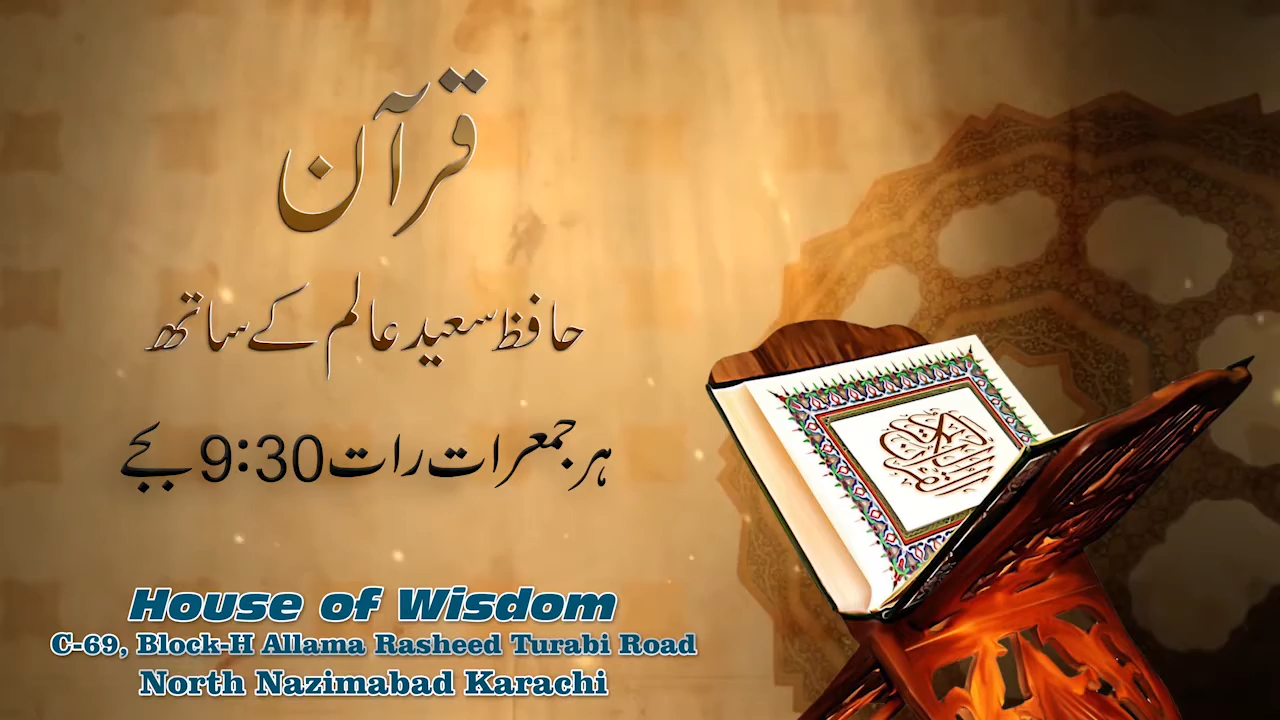 قرآن
حافظ سعید عالم کے ساتھ
ہر جمعرات رات 9:30 بجے
House of Wisdom
C-69, Block-H Allama Rasheed Turabi Road
North Nazimabad Karachi